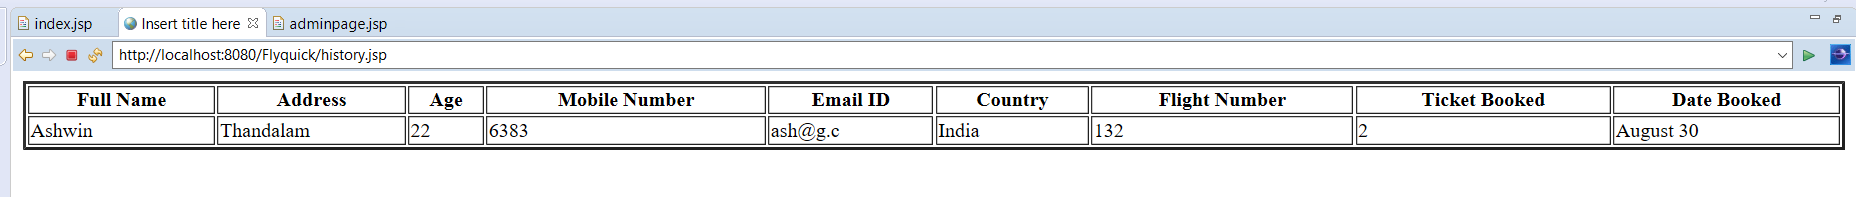 index.jsp Insert title here adminpage.jsp
http://localhost:8080/Flyquick/history.jsp
Full Name Address Age Mobile Number Email ID Country Flight Number Ticket Booked Date Booked
Ashwin Thandalam 22 6383 ash@g.c India 132 2 August 30